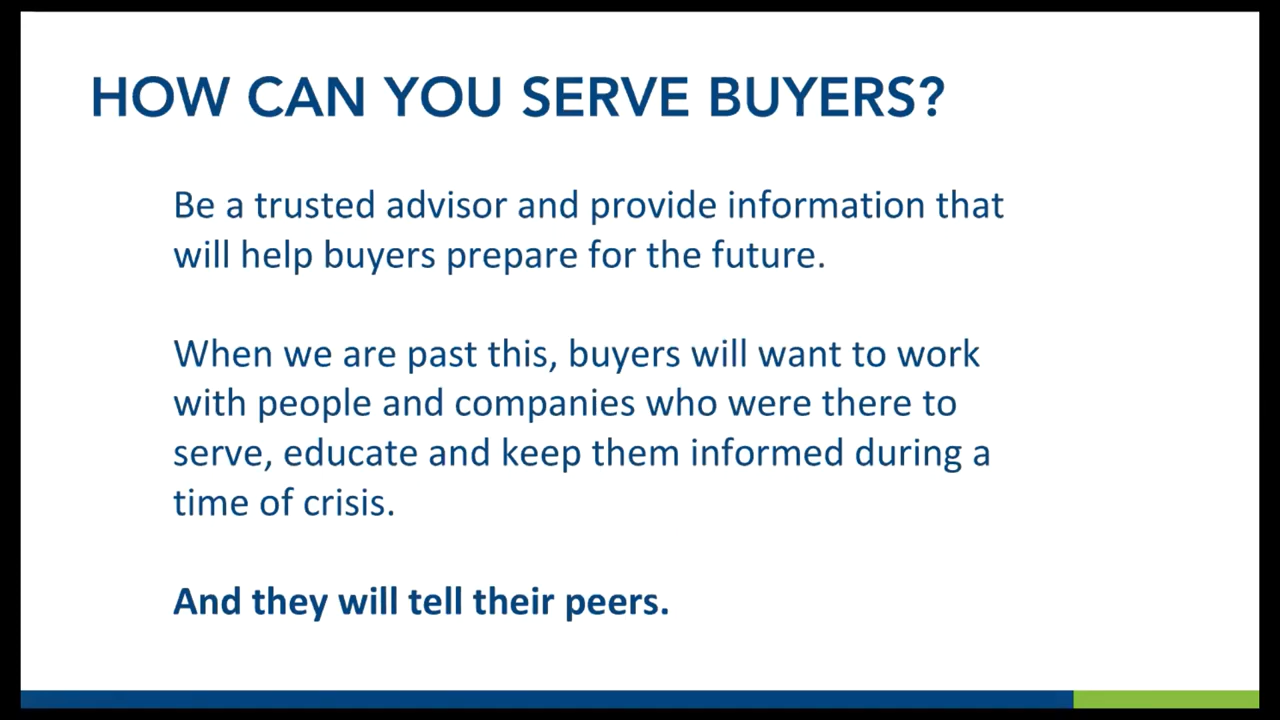 HOW CAN YOU SERVE BUYERS?
Be a trusted advisor and provide information that
will help buyers prepare for the future.
When we are past this, buyers will want to work
with people and companies who were there to
serve, educate and keep them informed during a
time of crisis.
And they will tell their peers.